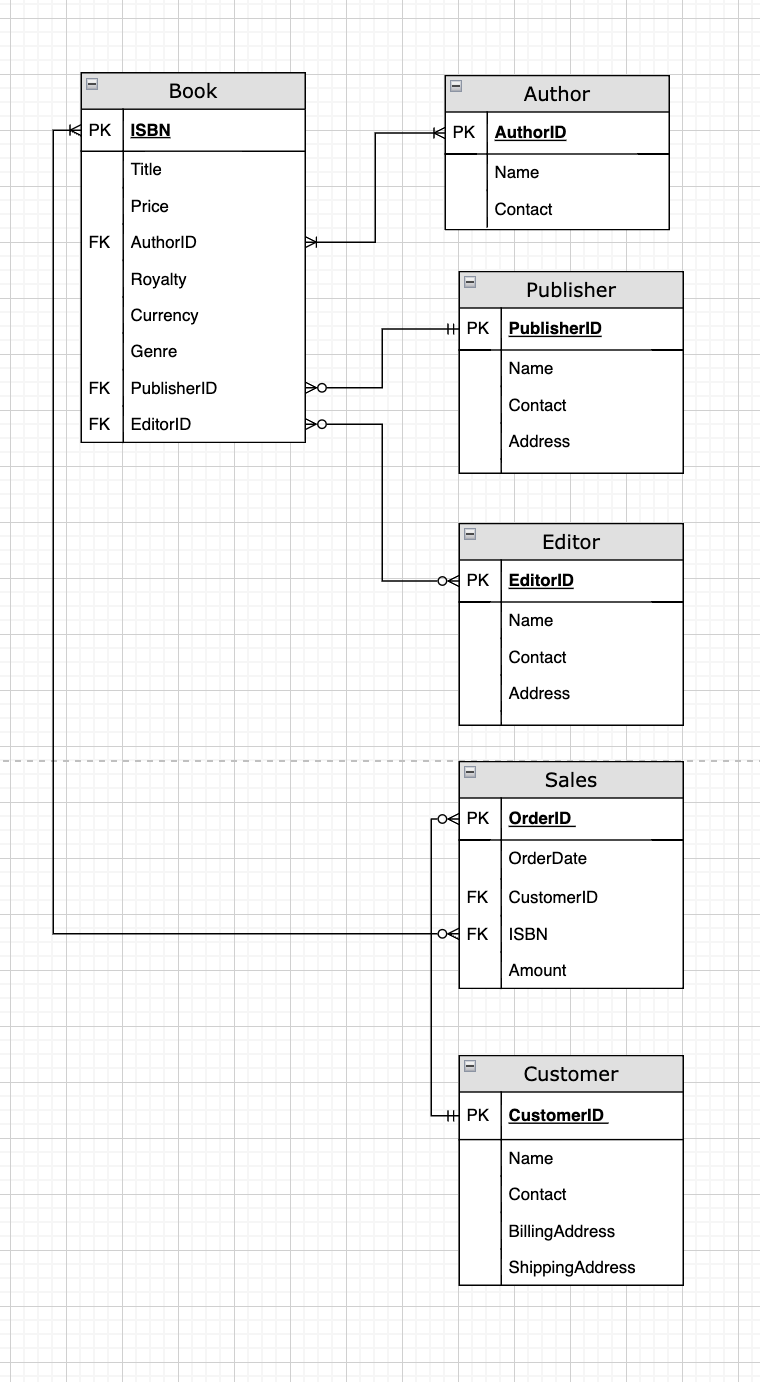 Book
PK ISBN
Title
Price
FK AuthorID
Royalty
Currency
Genre
FK PublisherID
FK EditorID
Author
PK AuthorID
Name
Contact
Publisher
PK PublisherID
Name
Contact
Address
Editor
PK EditorID
Name
Contact
Address
Sales
PK OrderID
OrderDate
FK CustomerID
FK ISBN
Amount
Customer
PK CustomerID
Name
Contact
BillingAddress
ShippingAddress